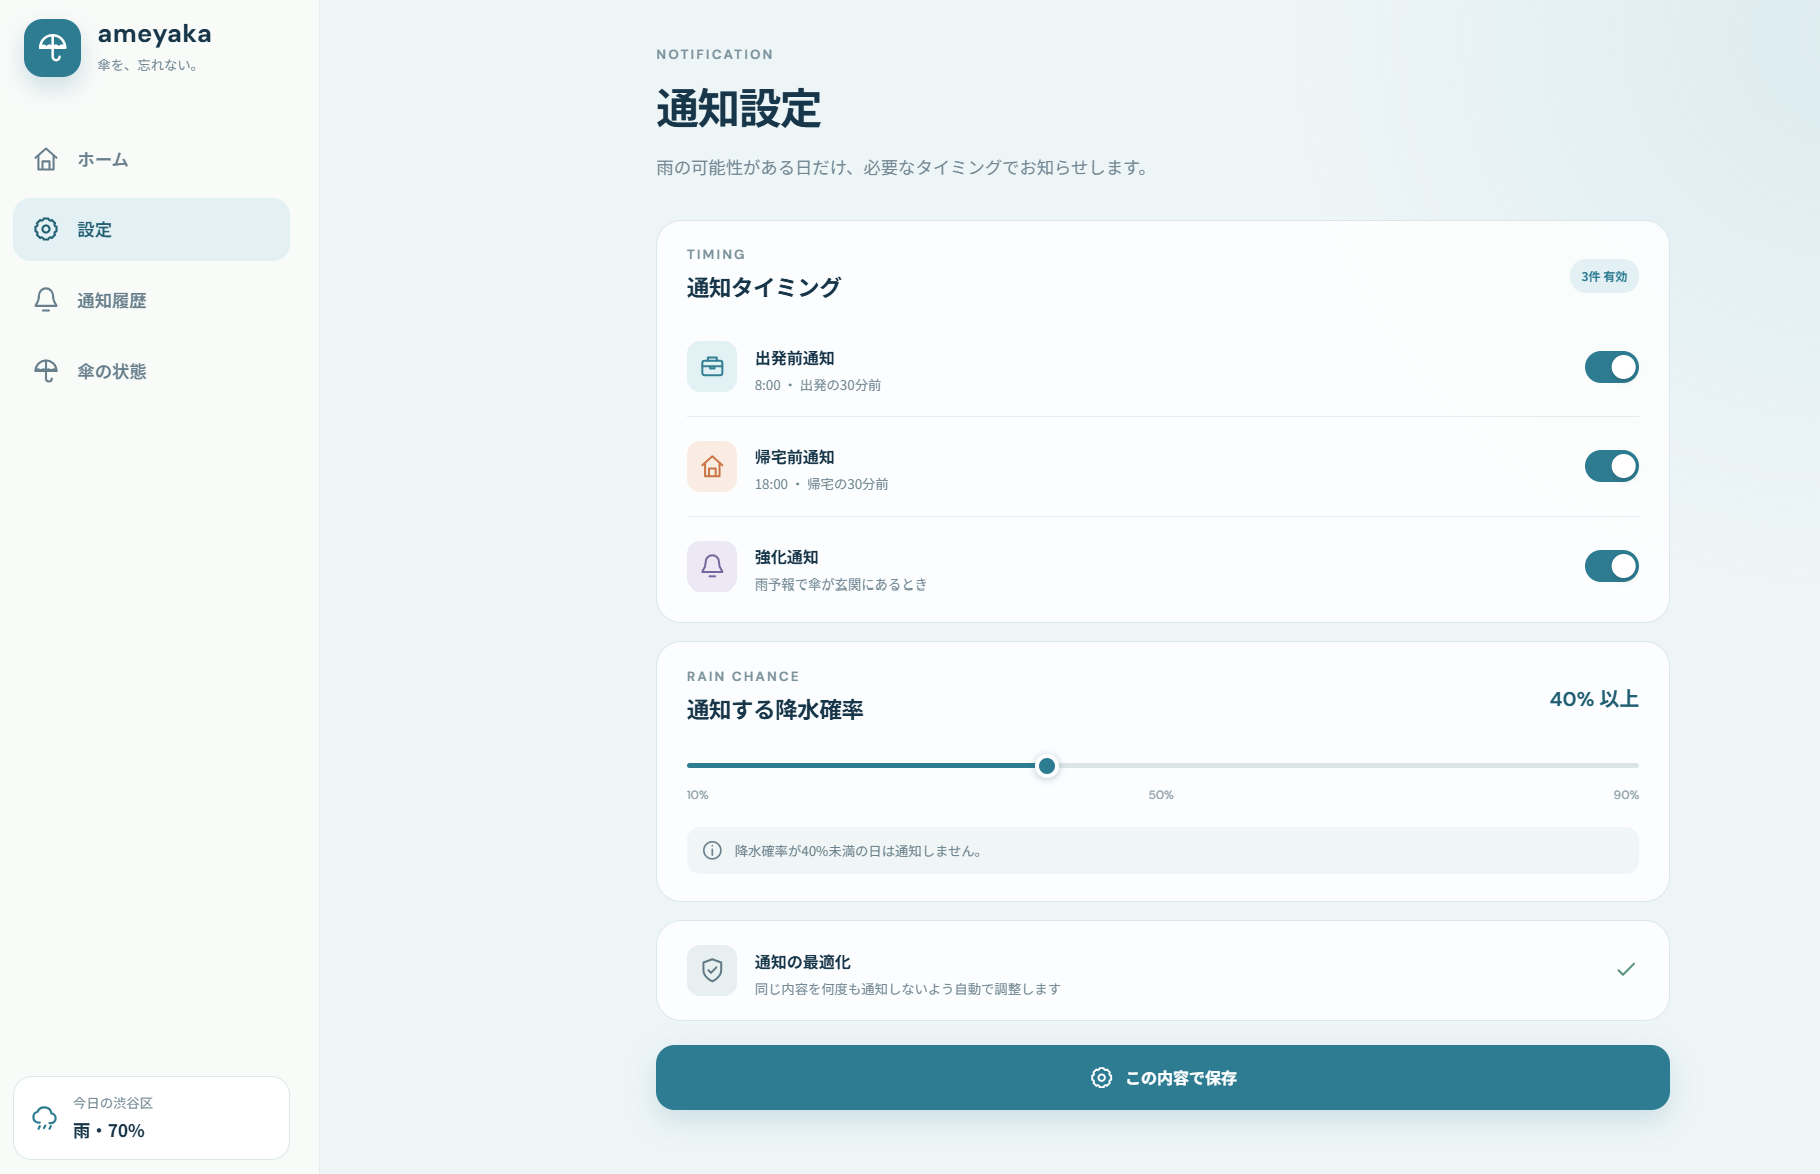 ameyaka
傘を、忘れない。
ホーム
設定
通知履歴
傘の状態
今日の渋谷区
雨・70%
NOTIFICATION
通知設定
雨の可能性がある日だけ、必要なタイミングでお知らせします。
TIMING
通知タイミング
3件 有効
出発前通知
8:00 ・ 出発の30分前
帰宅前通知
18:00 ・ 帰宅の30分前
強化通知
雨予報で傘が玄関にあるとき
RAIN CHANCE
通知する降水確率
40% 以上
10%
50%
90%
降水確率が40%未満の日は通知しません。
通知の最適化
同じ内容を何度も通知しないよう自動で調整します
この内容で保存